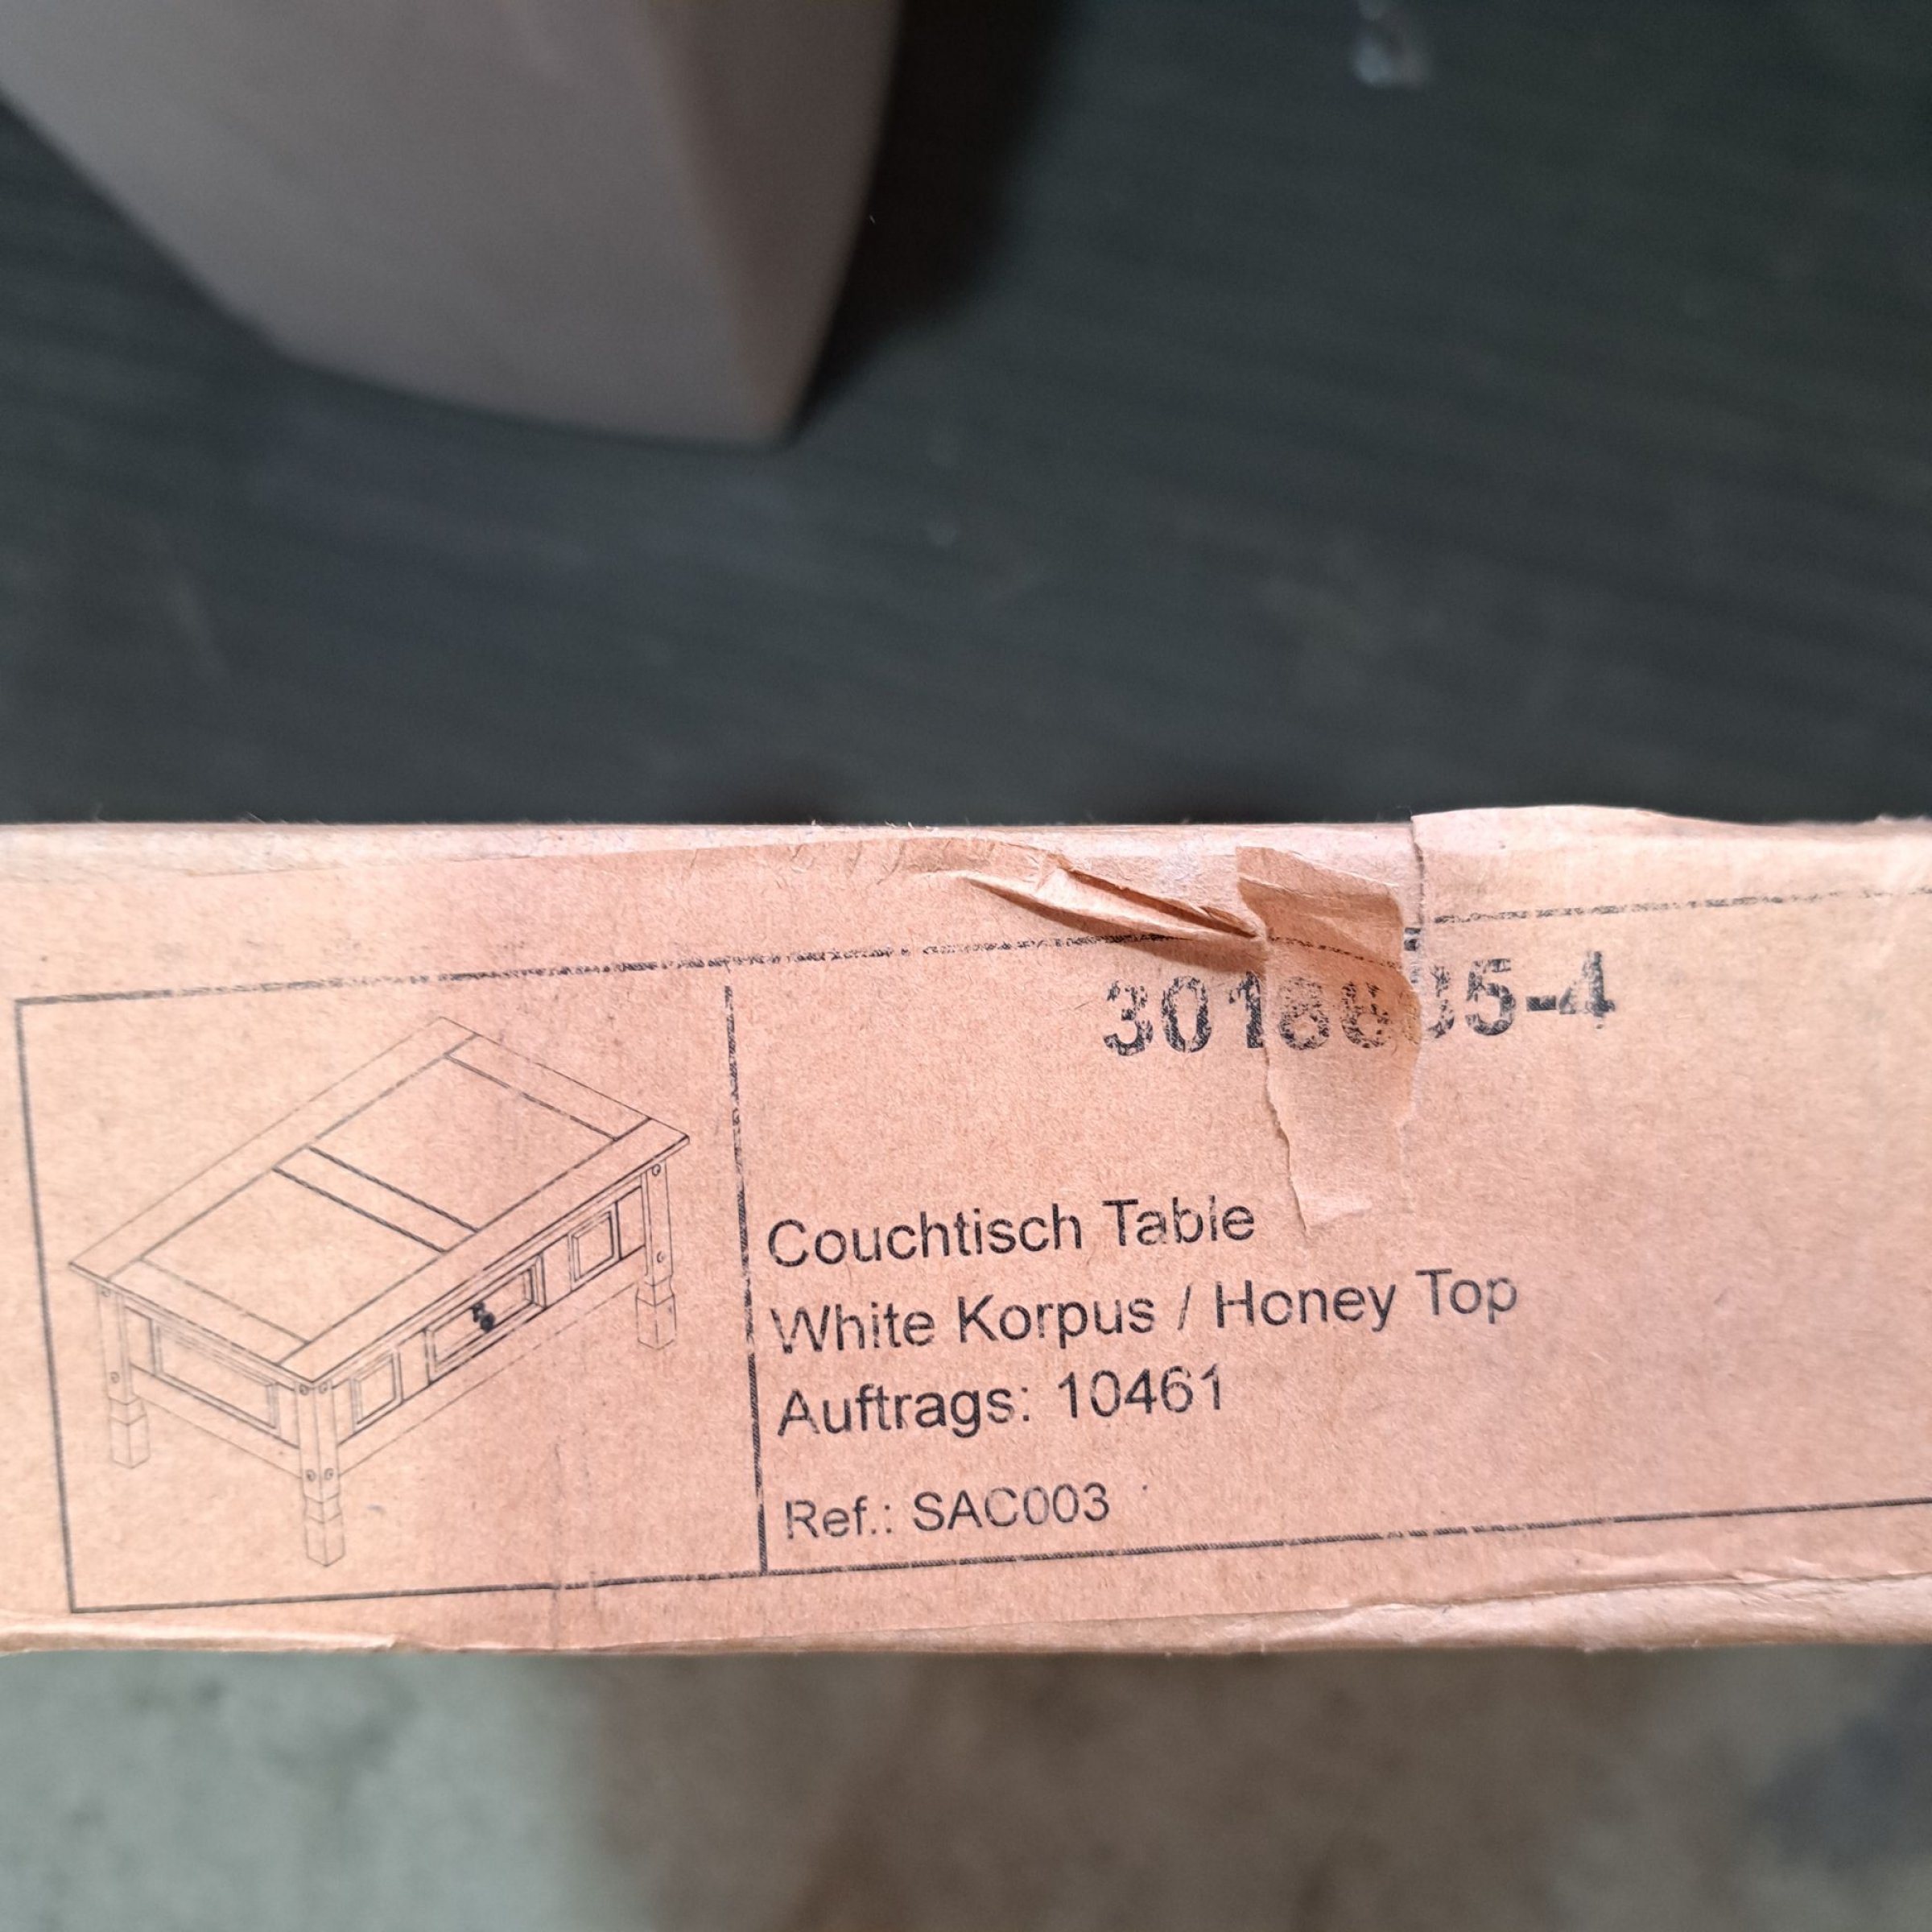 Couchtisch Table
White Korpus / Honey Top
Auftrags: 10461
Ref.: SAC003